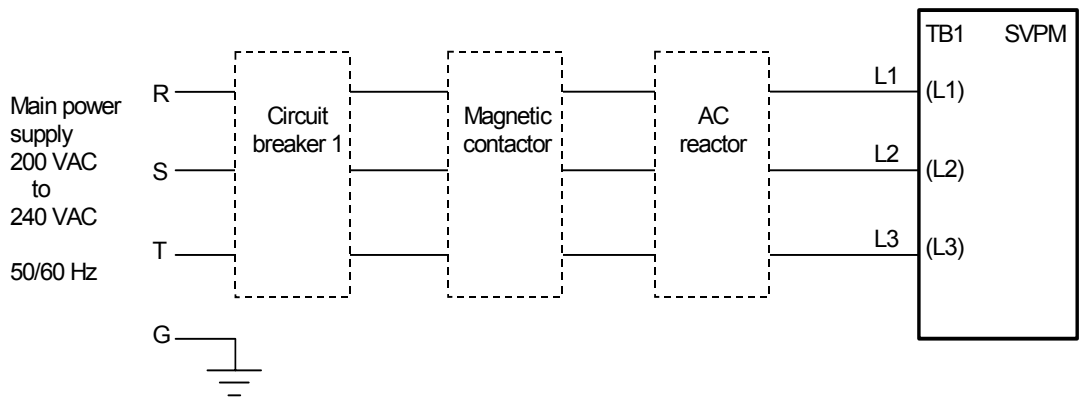 TB1 SVPM
L1
(L1)
R
Main power
supply
200 VAC
to
240 VAC
50/60 Hz
Circuit
breaker 1
Magnetic
contactor
AC
reactor
S
L2
(L2)
T
L3
(L3)
G